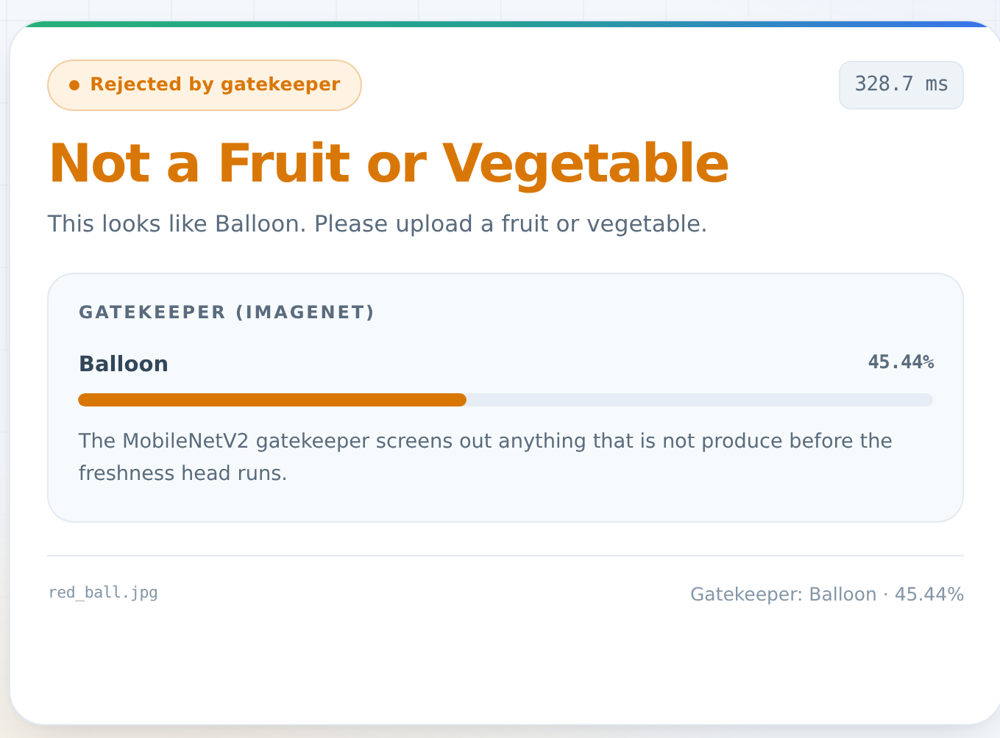 Rejected by gatekeeper
328.7 ms
Not a Fruit or Vegetable
This looks like Balloon. Please upload a fruit or vegetable.
GATEKEEPER (IMAGENET)
Balloon
45.44%
The MobileNetV2 gatekeeper screens out anything that is not produce before the
freshness head runs.
red_ball.jpg
Gatekeeper: Balloon · 45.44%